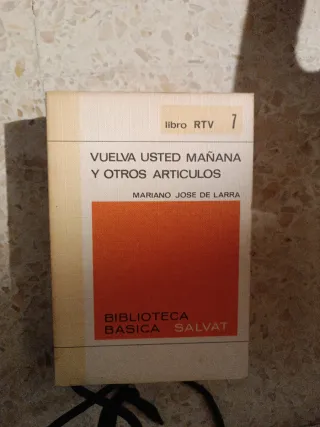 libro RTV 7
VUELVA USTED MAÑANA
Y OTROS ARTICULOS
MARIANO JOSE DE LARRA
BIBLIOTECA
BASICA SALVAT